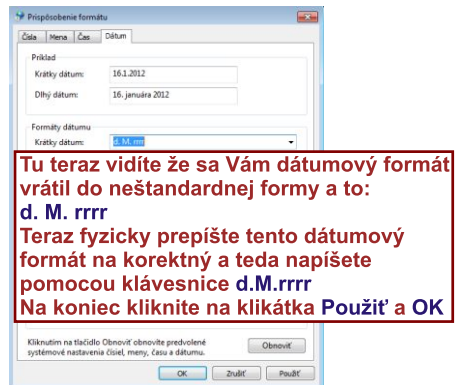 Prispôsobenie formátu
Čísla Mena Čas Dátum
Príklad
Krátky dátum: 16.1.2012
Dlhý dátum: 16. januára 2012
Formáty dátumu
Krátky dátum: d. M. rrrr
Tu teraz vidíte že sa Vám dátumový formát
vrátil do neštandardnej formy a to:
d. M. rrrr
Teraz fyzicky prepíšte tento dátumový
formát na korektný a teda napíšete
pomocou klávesnice d.M.rrrr
Na koniec kliknite na klikátka Použiť a OK
Kliknutím na tlačidlo Obnoviť obnovíte predvolené
systémové nastavenia čísiel, meny, času a dátumu.
Obnoviť
OK Zrušiť Použiť